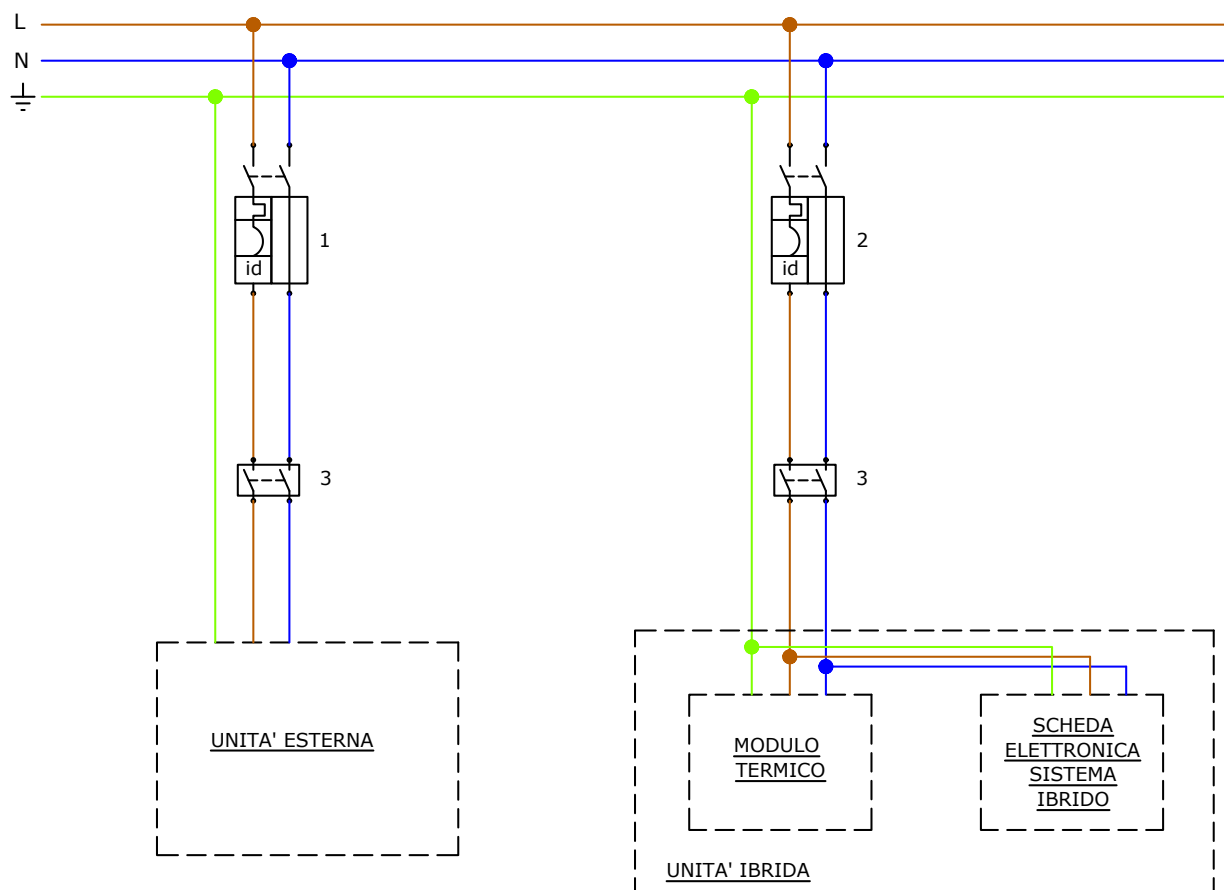 L
N
1
id
2
id
3
3
UNITA' ESTERNA
MODULO
TERMICO
SCHEDA
ELETTRONICA
SISTEMA
IBRIDO
UNITA' IBRIDA